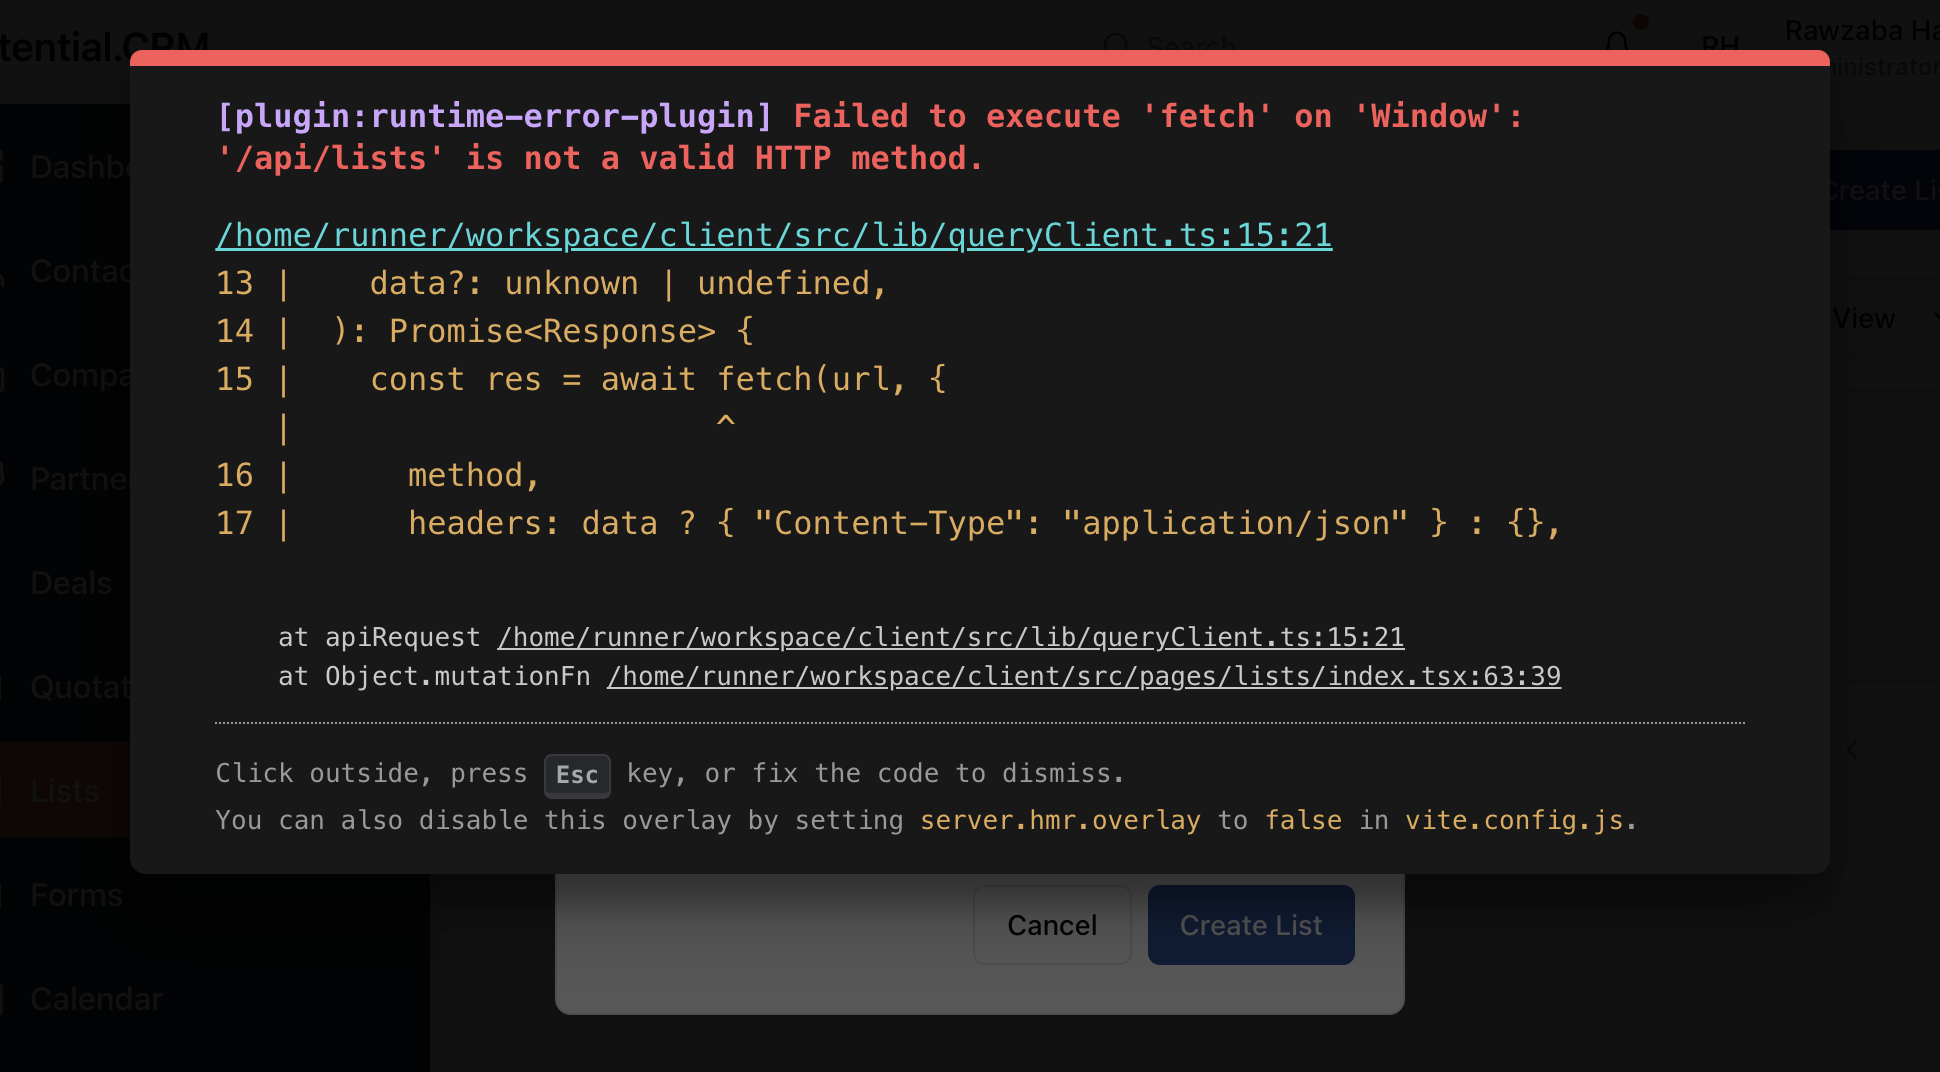 tential.CRM
Search
RH
Rawzaba Ha
inistrator
[plugin:runtime-error-plugin] Failed to execute 'fetch' on 'Window':
'/api/lists' is not a valid HTTP method.
Dashbo
Create Lis
/home/runner/workspace/client/src/lib/queryClient.ts:15:21
13 |    data?: unknown | undefined,
Contac
14 |  ): Promise<Response> {
View
15 |    const res = await fetch(url, {
Compa
|                      ^
16 |      method,
Partner
17 |      headers: data ? { "Content-Type": "application/json" } : {},
Deals
at apiRequest /home/runner/workspace/client/src/lib/queryClient.ts:15:21
at Object.mutationFn /home/runner/workspace/client/src/pages/lists/index.tsx:63:39
Quotat
Click outside, press Esc key, or fix the code to dismiss.
Lists
You can also disable this overlay by setting server.hmr.overlay to false in vite.config.js.
Forms
Cancel
Create List
Calendar